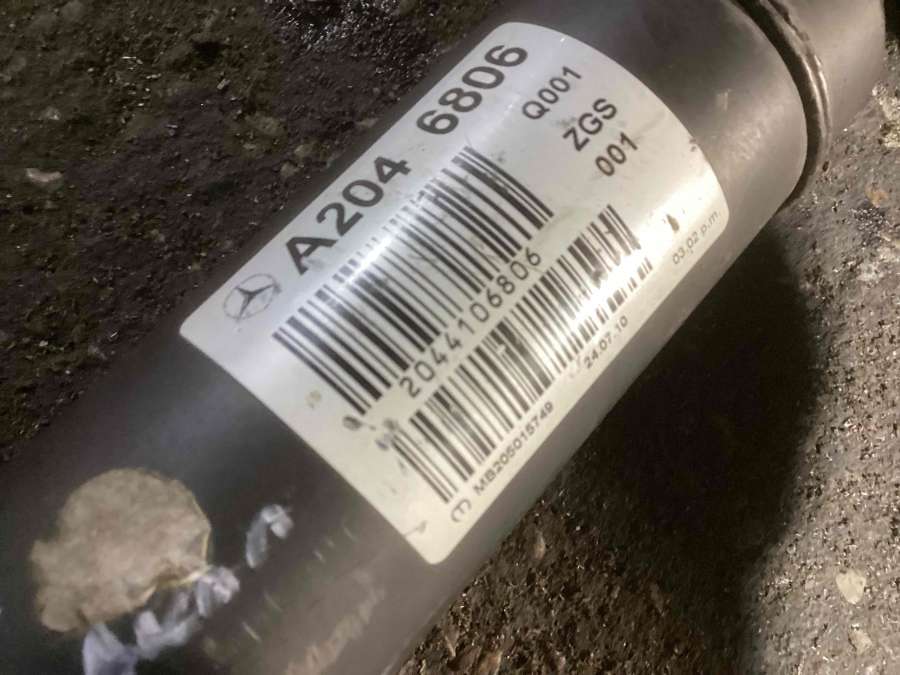 A204 6806
Q001
ZGS
001
2044106806
(T) MB205015749
24.07.10
03.02 p.m.